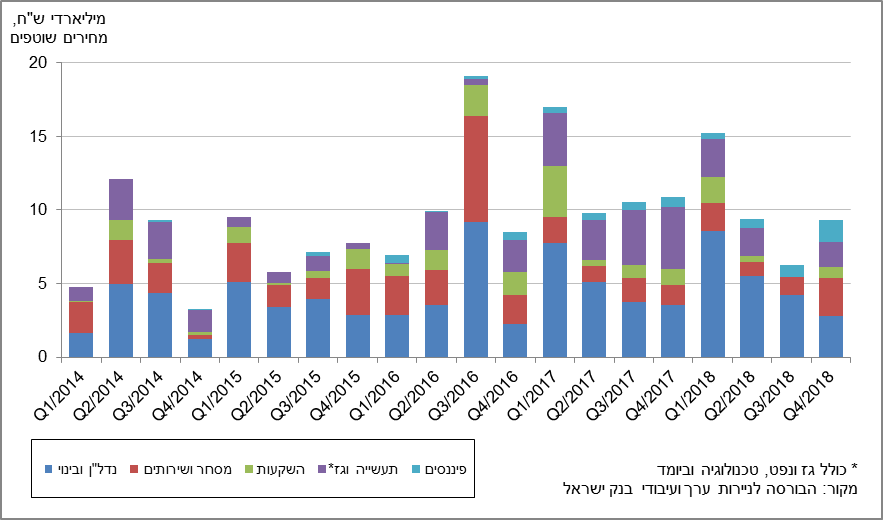 מיליארדי ש"ח,
מחירים שוטפים
20
15
10
5
0
Q1/2014
Q2/2014
Q3/2014
Q4/2014
Q1/2015
Q2/2015
Q3/2015
Q4/2015
Q1/2016
Q2/2016
Q3/2016
Q4/2016
Q1/2017
Q2/2017
Q3/2017
Q4/2017
Q1/2018
Q2/2018
Q3/2018
Q4/2018
נדל"ן ובינוי
מסחר ושירותים
השקעות
תעשייה וגז*
פיננסים
* כולל גז ונפט, טכנולוגיה וביומד
מקור: הבורסה לניירות ערך ועיבודי בנק ישראל